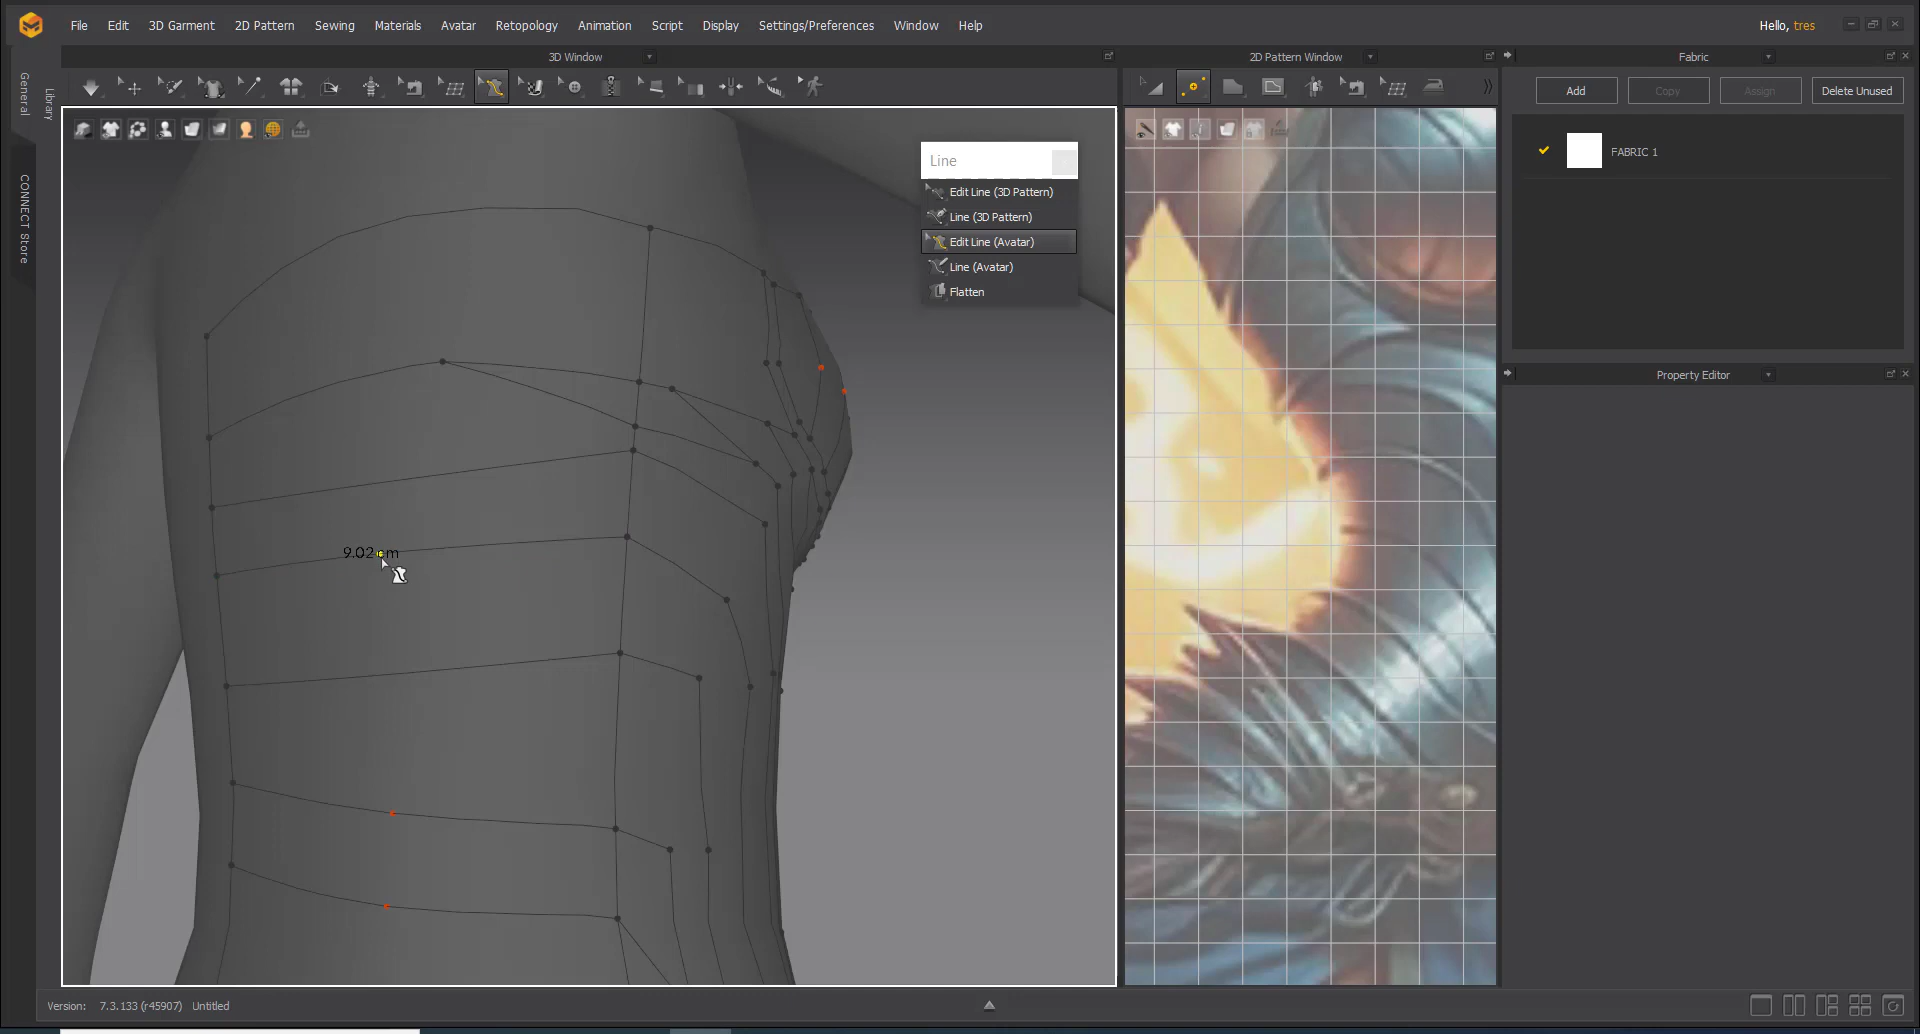 File Edit 3D Garment 2D Pattern Sewing Materials Avatar Retopology Animation Script Display Settings/Preferences Window Help Hello, tres
3D Window
2D Pattern Window
Fabric
General
Library
CONNECT Store
Add Copy Assign Delete Unused
FABRIC 1
Line
Edit Line (3D Pattern)
Line (3D Pattern)
Edit Line (Avatar)
Line (Avatar)
Flatten
Property Editor
9.02 cm
Version: 7.3.133 (r45907) Untitled